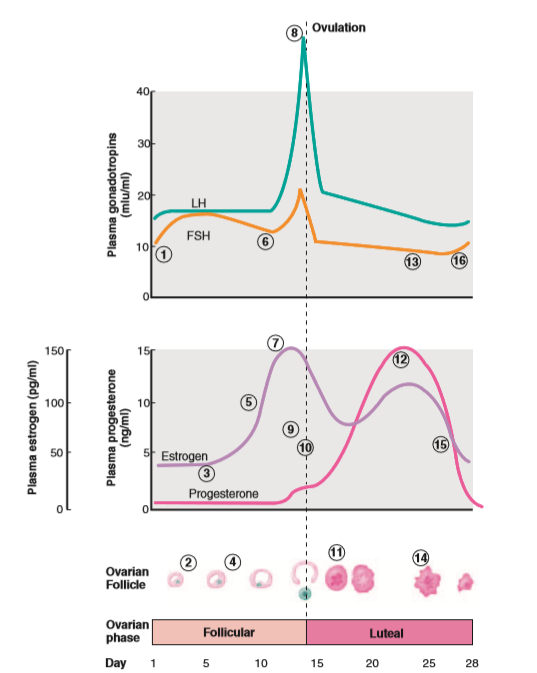 ⑧ Ovulation
Plasma gonadotropins
(mlu/ml)
40
30
20
10
0
LH
FSH
①
⑥
⑬
⑯
Plasma estrogen (pg/ml)
150
100
50
0
Plasma progesterone
(ng/ml)
15
10
5
0
⑦
⑤
⑨
⑩
⑫
⑮
Estrogen
③
Progesterone
Ovarian
Follicle
② ④ ⑪ ⑭
Ovarian
phase
Follicular Luteal
Day 1 5 10 15 20 25 28